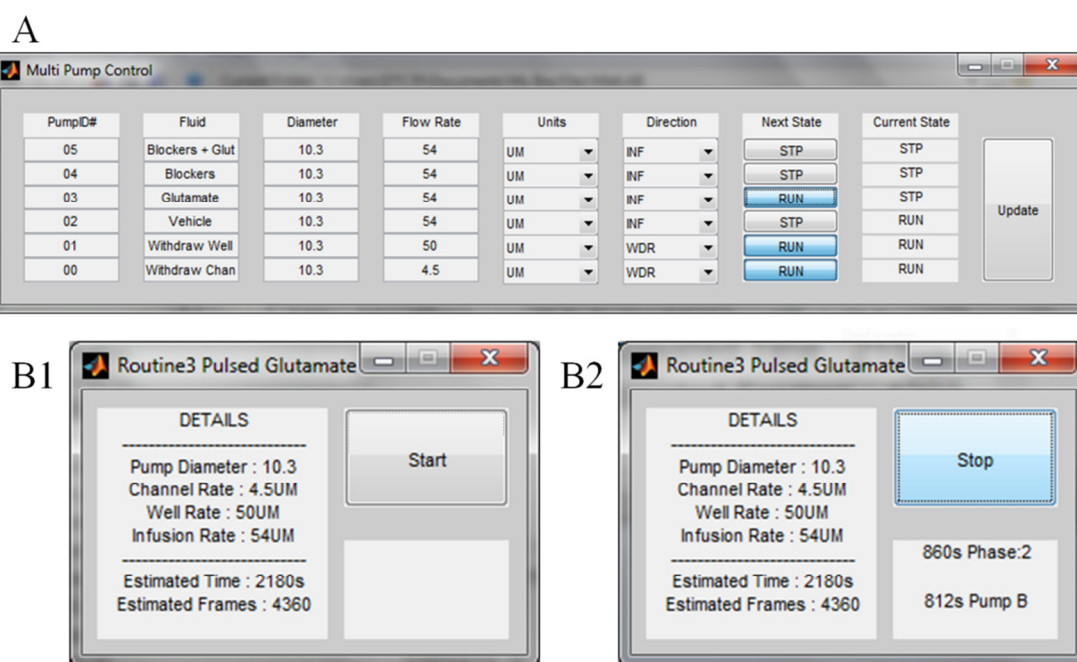 A
Multi Pump Control
PumpID# Fluid Diameter Flow Rate Units Direction Next State Current State
05 Blockers + Glut 10.3 54 UM INF STP STP
04 Blockers 10.3 54 UM INF STP STP
03 Glutamate 10.3 54 UM INF RUN STP
02 Vehicle 10.3 54 UM INF STP RUN
01 Withdraw Well 10.3 50 UM WDR RUN RUN
00 Withdraw Chan 10.3 4.5 UM WDR RUN RUN
Update
B1
Routine3 Pulsed Glutamate
DETAILS
Pump Diameter : 10.3
Channel Rate : 4.5UM
Well Rate : 50UM
Infusion Rate : 54UM
Estimated Time : 2180s
Estimated Frames : 4360
Start
B2
Routine3 Pulsed Glutamate
DETAILS
Pump Diameter : 10.3
Channel Rate : 4.5UM
Well Rate : 50UM
Infusion Rate : 54UM
Estimated Time : 2180s
Estimated Frames : 4360
Stop
860s Phase:2
812s Pump B